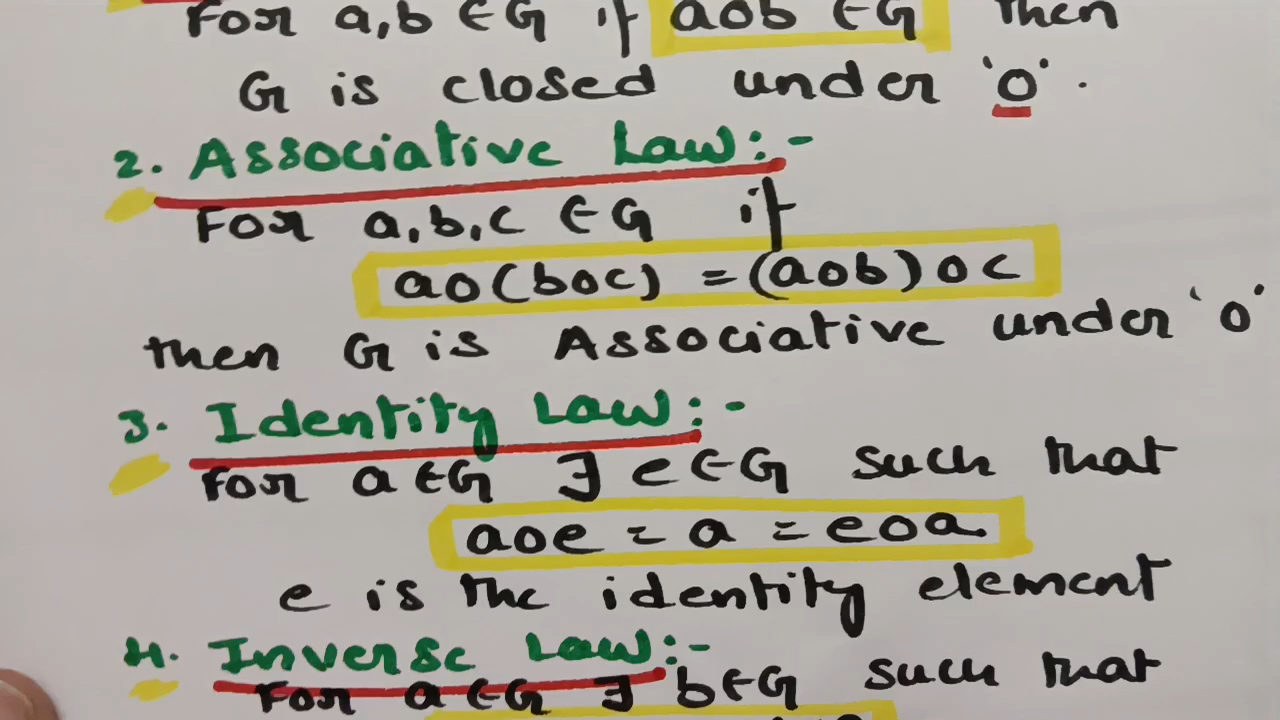 For a,b ∈ G if aob ∈ G then
G is closed under 'o'.
2. Associative Law:-
For a,b,c ∈ G if
ao(boc) = (aob)oc
then G is Associative under 'o'
3. Identity Law:-
For a ∈ G ∃ e ∈ G such that
aoe = a = eoa.
e is the identity element
4. Inverse Law:-
For a ∈ G ∃ b ∈ G such that